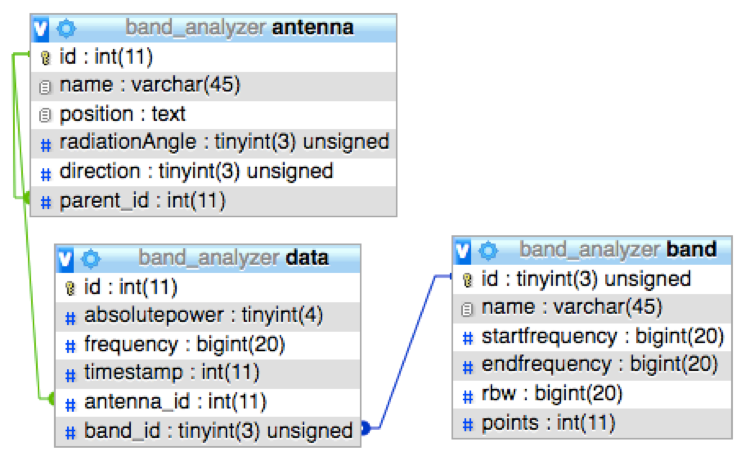 band_analyzer antenna
id : int(11)
name : varchar(45)
position : text
# radiationAngle : tinyint(3) unsigned
# direction : tinyint(3) unsigned
# parent_id : int(11)
band_analyzer data
id : int(11)
# absolutepower : tinyint(4)
# frequency : bigint(20)
# timestamp : int(11)
# antenna_id : int(11)
# band_id : tinyint(3) unsigned
band_analyzer band
id : tinyint(3) unsigned
name : varchar(45)
# startfrequency : bigint(20)
# endfrequency : bigint(20)
# rbw : bigint(20)
# points : int(11)